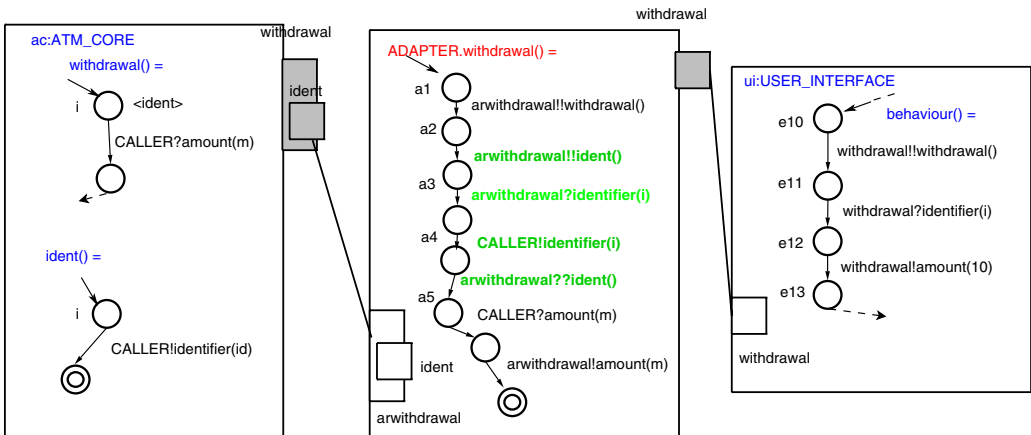 ac:ATM_CORE
withdrawal() =
i
<ident>
CALLER?amount(m)
ident() =
i
CALLER!identifier(id)
withdrawal
ident
ADAPTER.withdrawal() =
a1
arwithdrawal!!withdrawal()
a2
arwithdrawal!!ident()
a3
arwithdrawal?identifier(i)
a4
CALLER!identifier(i)
arwithdrawal??ident()
a5
CALLER?amount(m)
arwithdrawal!amount(m)
ident
arwithdrawal
withdrawal
ui:USER_INTERFACE
behaviour() =
e10
withdrawal!!withdrawal()
e11
withdrawal?identifier(i)
e12
withdrawal!amount(10)
e13
withdrawal